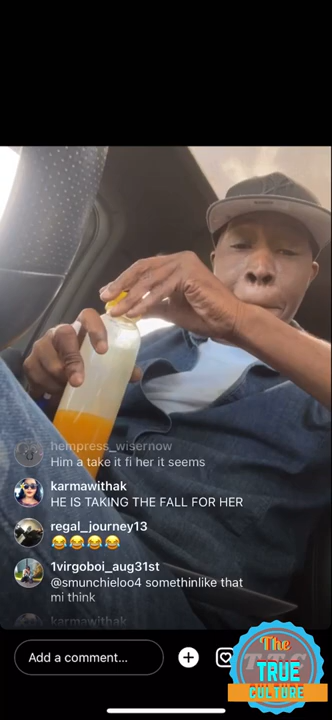 hempress_wisernow
Him a take it fi her it seems
karmawithak
HE IS TAKING THE FALL FOR HER
regal_journey13
😂😂😂😂
1virgoboi_aug31st
@smunchieloo4 somethinlike that
mi think
karmawithak
Add a comment...
The
TRUE
CULTURE